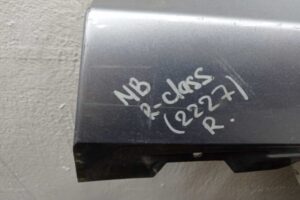 NB
R-class
(2227)
R.